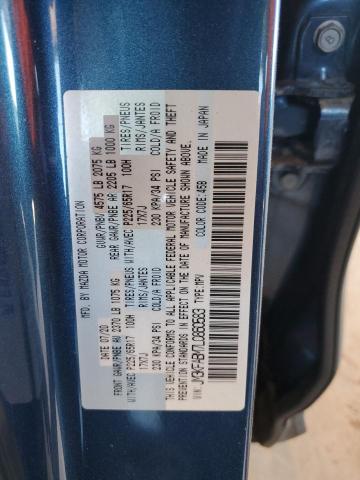 MFD. BY MAZDA MOTOR CORPORATION
DATE: 07/20 GVWR/PNBV 4575 LB 2075 KG
FRONT GAWR/PNBE AV 2370 LB 1075 KG REAR GAWR/PNBE AR 2205 LB 1000 KG
WITH/AVEC P225/65R17 100H TIRES/PNEUS WITH/AVEC P225/65R17 100H TIRES/PNEUS
17X7J RIMS/JANTES 17X7J RIMS/JANTES
230 KPA/34 PSI COLD/A FROID 230 KPA/34 PSI COLD/A FROID
THIS VEHICLE CONFORMS TO ALL APPLICABLE FEDERAL MOTOR VEHICLE SAFETY AND THEFT
PREVENTION STANDARDS IN EFFECT ON THE DATE OF MANUFACTURE SHOWN ABOVE.
COLOR CODE:45B MADE IN JAPAN
VIN: TYPE:MPV